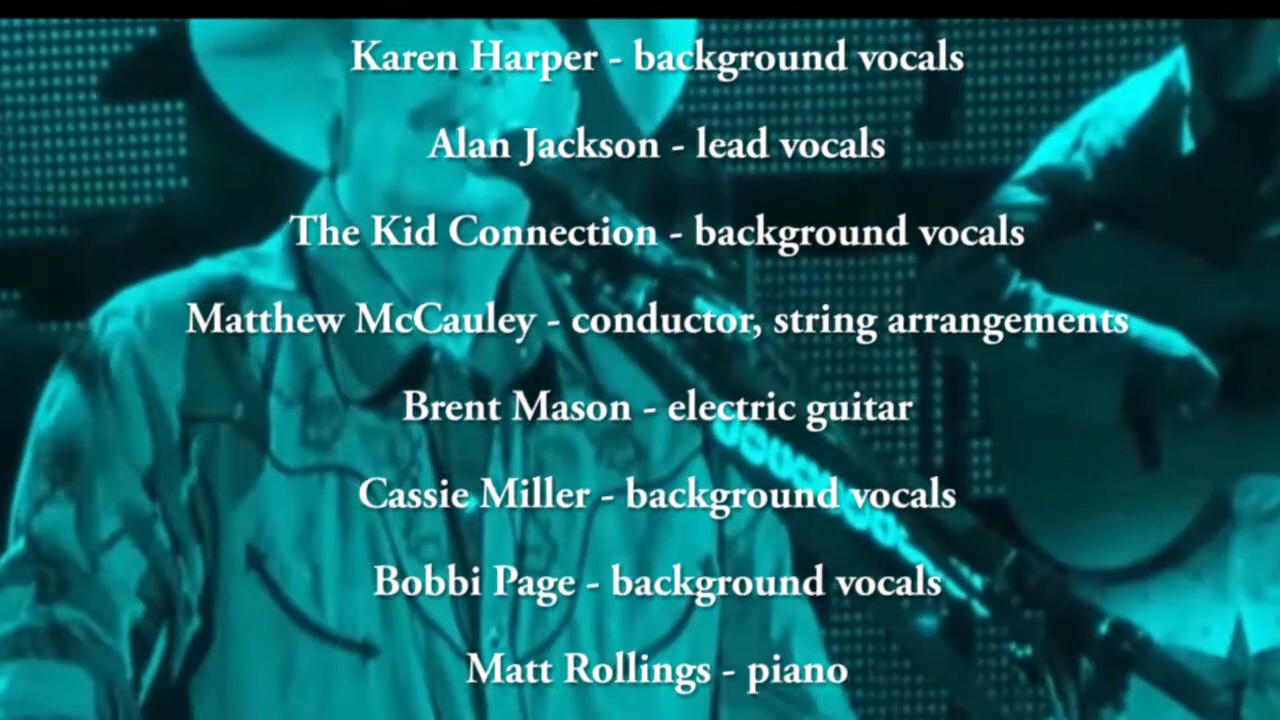 Karen Harper - background vocals
Alan Jackson - lead vocals
The Kid Connection - background vocals
Matthew McCauley - conductor, string arrangements
Brent Mason - electric guitar
Cassie Miller - background vocals
Bobbi Page - background vocals
Matt Rollings - piano